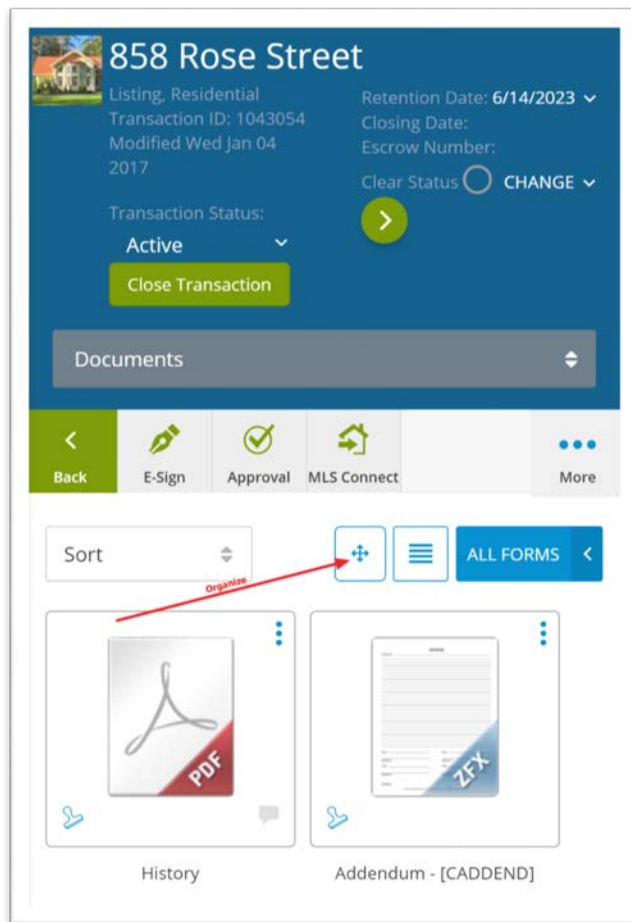 858 Rose Street
Listing, Residential
Transaction ID: 1043054
Modified Wed Jan 04
2017
Retention Date: 6/14/2023
Closing Date:
Escrow Number:
Clear Status CHANGE
Transaction Status:
Active
Close Transaction
Documents
Back
E-Sign
Approval
MLS Connect
More
Sort
ALL FORMS
Organize
PDF
ZFX
History
Addendum - [CADDEND]